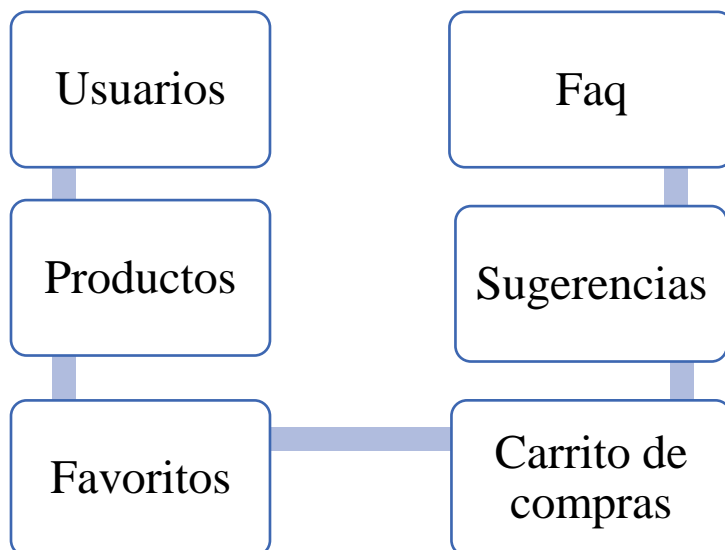 Usuarios
Productos
Favoritos
Carrito de
compras
Sugerencias
Faq